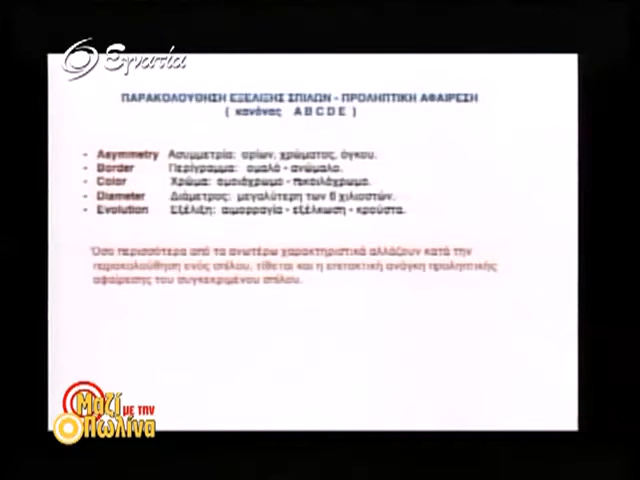 Εγνατία
ΠΑΡΑΚΟΛΟΥΘΗΣΗ ΕΞΕΛΙΞΗΣ ΣΠΙΛΩΝ - ΠΡΟΛΗΠΤΙΚΗ ΑΦΑΙΡΕΣΗ
( κανόνας A B C D E )
- Asymmetry Ασυμμετρία: ορίων, χρώματος, όγκου.
- Border Περίγραμμα: ομαλό - ανώμαλο.
- Color Χρώμα: ομοιόχρωμο - ποικιλόχρωμο.
- Diameter Διάμετρος: μεγαλύτερη των 6 χιλιοστών.
- Evolution Εξέλιξη: αιμορραγία - εξέλκωση - κρούστα.
Όσο περισσότερα από τα ανωτέρω χαρακτηριστικά αλλάζουν κατά την
παρακολούθηση ενός σπίλου, τίθεται και η επιτακτική ανάγκη προληπτικής
αφαίρεσης του συγκεκριμένου σπίλου.
Μαζί με την
Πωλίνα